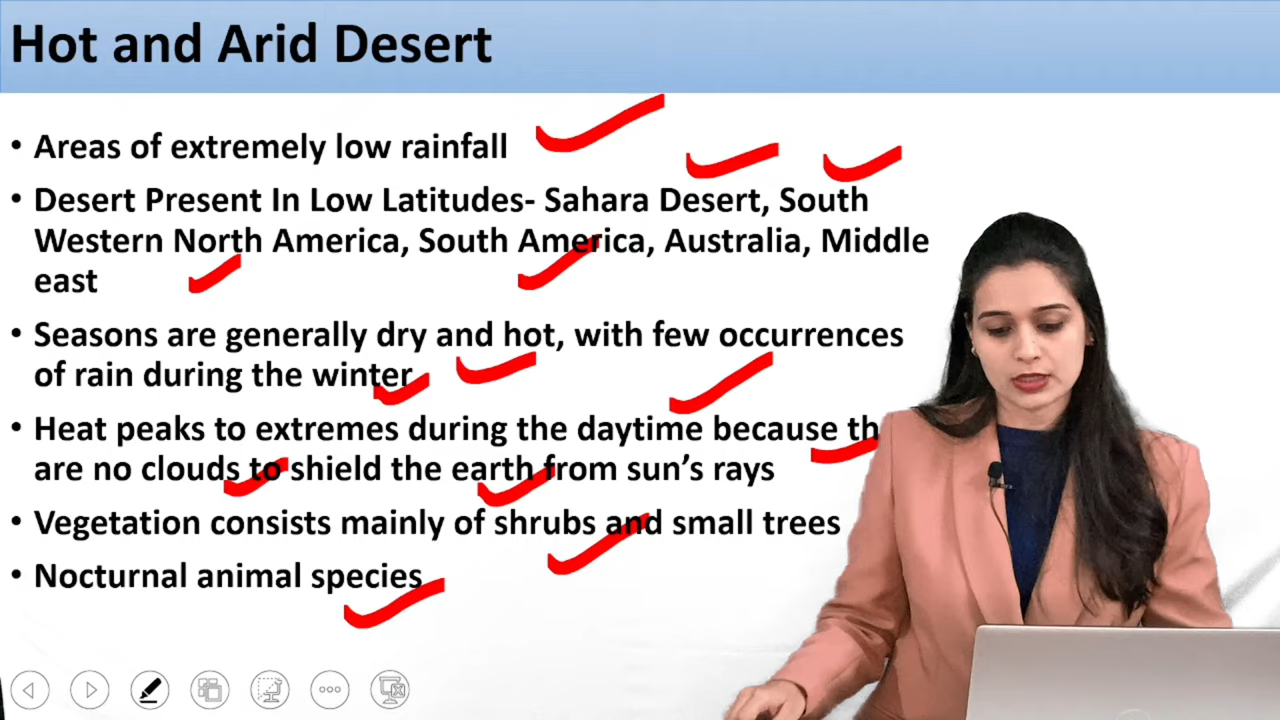 Hot and Arid Desert
• Areas of extremely low rainfall
• Desert Present In Low Latitudes- Sahara Desert, South
Western North America, South America, Australia, Middle
east
• Seasons are generally dry and hot, with few occurrences
of rain during the winter
• Heat peaks to extremes during the daytime because th
are no clouds to shield the earth from sun's rays
• Vegetation consists mainly of shrubs and small trees
• Nocturnal animal species